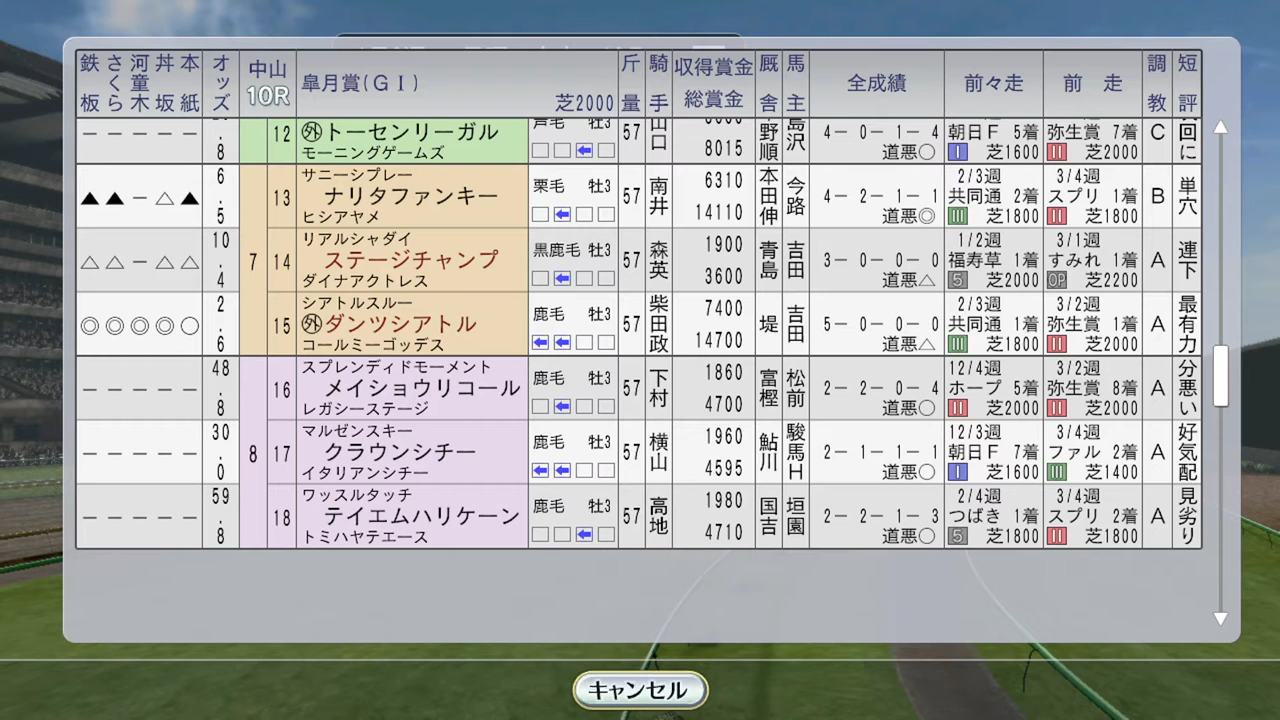 鉄板 さくら 河童木 丼坂 本紙 オッズ 中山10R 皐月賞(GⅠ) 芝2000 斤量 騎手 収得賞金 総賞金 厩舎 馬主 全成績 前々走 前 走 調教 短評
－ － － － － .8 12 外トーセンリーガル モーニングゲームズ 芦毛 牡3 57 山口 8015 野順 島沢 4－ 0－ 1－ 4 道悪○ 朝日F 5着 Ⅰ 芝1600 弥生賞 7着 Ⅱ 芝2000 C 回に
▲ ▲ － △ ▲ 6.5 7 13 サニーシプレー ナリタファンキー ヒシアヤメ 栗毛 牡3 57 南井 6310 14110 本田伸 今路 4－ 2－ 1－ 1 道悪◎ 2/3週 共同通 2着 Ⅲ 芝1800 3/4週 スプリ 1着 Ⅱ 芝1800 B 単穴
△ △ － △ △ 10.4 14 リアルシャダイ ステージチャンプ ダイナアクトレス 黒鹿毛 牡3 57 森英 1900 3600 青島 吉田 3－ 0－ 0－ 0 道悪△ 1/2週 福寿草 1着 5 芝2000 3/1週 すみれ 1着 OP 芝2200 A 連下
◎ ◎ ◎ ◎ ○ 2.6 15 シアトルスルー 外ダンツシアトル コールミーゴッデス 鹿毛 牡3 57 柴田政 7400 14700 堤 吉田 5－ 0－ 0－ 0 道悪△ 2/3週 共同通 1着 Ⅲ 芝1800 3/2週 弥生賞 1着 Ⅱ 芝2000 A 最有力
－ － － － － 48.8 8 16 スプレンディドモーメント メイショウリコール レガシーステージ 鹿毛 牡3 57 下村 1860 4700 富樫 松前 2－ 2－ 0－ 4 道悪○ 12/4週 ホープ 5着 Ⅱ 芝2000 3/2週 弥生賞 8着 Ⅱ 芝2000 A 分悪い
－ － － － － 30.0 17 マルゼンスキー クラウンシチー イタリアンシチー 鹿毛 牡3 57 横山 1960 4595 鮎川 駿馬H 2－ 1－ 1－ 1 道悪○ 12/3週 朝日F 7着 Ⅰ 芝1600 3/4週 ファル 2着 Ⅲ 芝1400 A 好気配
－ － － － － 59.8 18 ワッスルタッチ テイエムハリケーン トミハヤテエース 鹿毛 牡3 57 高地 1980 4710 国吉 垣園 2－ 2－ 1－ 3 道悪○ 2/4週 つばき 1着 5 芝1800 3/4週 スプリ 2着 Ⅱ 芝1800 A 見劣り
キャンセル